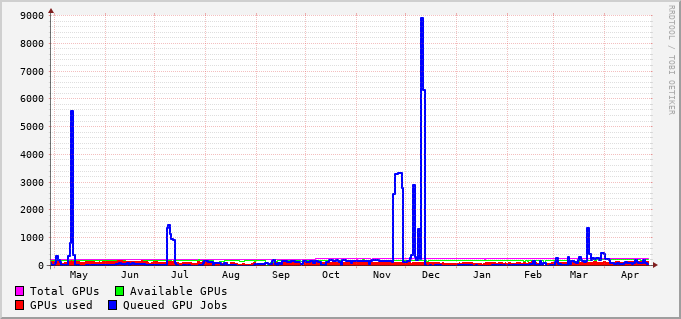 RRDTOOL / TOBI OETIKER
9000
8000
7000
6000
5000
4000
3000
2000
1000
0
May Jun Jul Aug Sep Oct Nov Dec Jan Feb Mar Apr
Total GPUs Available GPUs
GPUs used Queued GPU Jobs